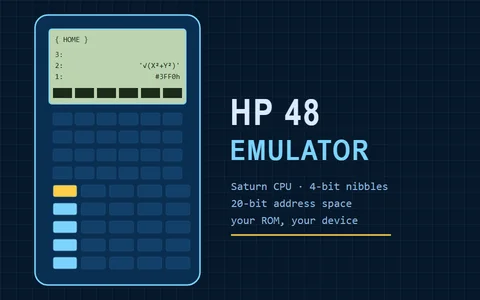 { HOME }
3:
2: '√(X²+Y²)'
1: #3FF0h
HP 48
EMULATOR
Saturn CPU · 4-bit nibbles
20-bit address space
your ROM, your device